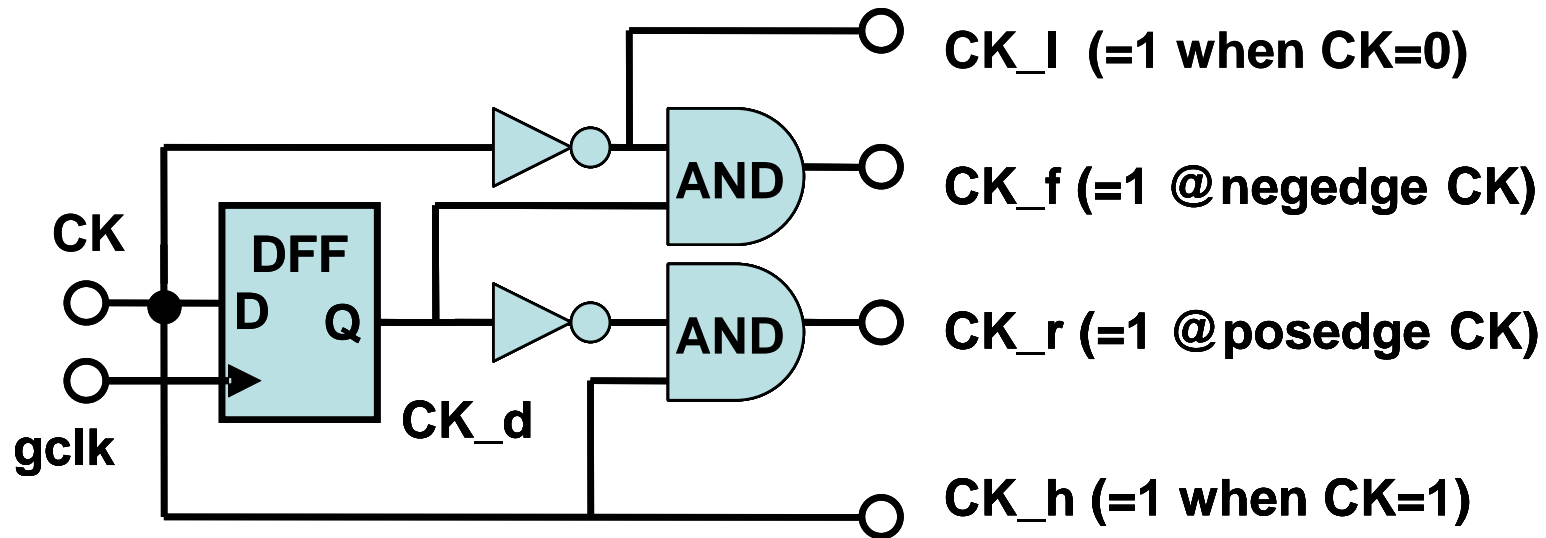 CK_l (=1 when CK=0)
AND
CK_f (=1 @negedge CK)
CK
DFF
D
Q
AND
CK_r (=1 @posedge CK)
CK_d
gclk
CK_h (=1 when CK=1)